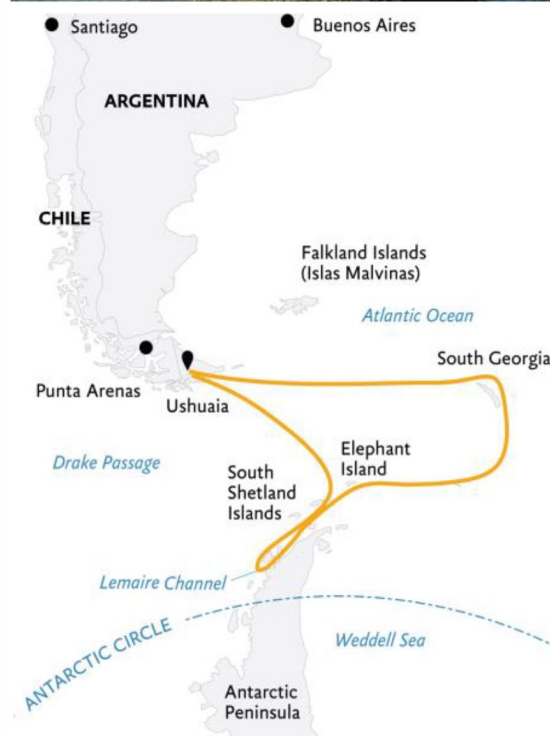 Santiago
Buenos Aires
ARGENTINA
CHILE
Falkland Islands
(Islas Malvinas)
Atlantic Ocean
South Georgia
Punta Arenas
Ushuaia
Drake Passage
Elephant
Island
South
Shetland
Islands
Lemaire Channel
ANTARCTIC CIRCLE
Weddell Sea
Antarctic
Peninsula